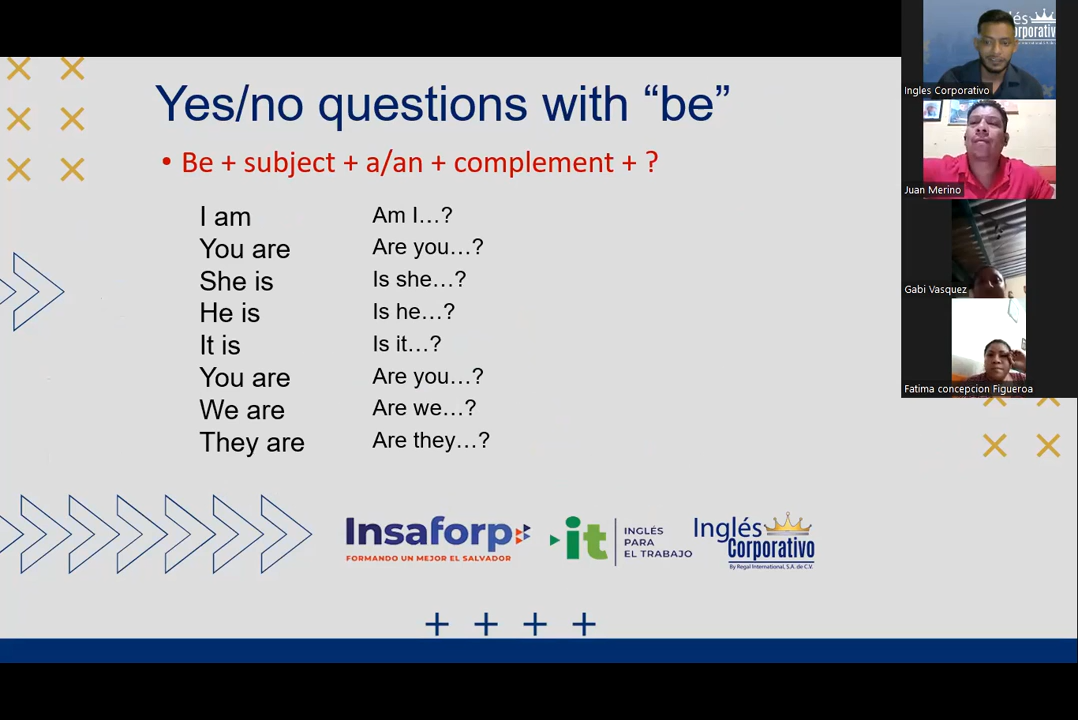 Yes/no questions with “be”
• Be + subject + a/an + complement + ?
I am Am I…?
You are Are you…?
She is Is she…?
He is Is he…?
It is Is it…?
You are Are you…?
We are Are we…?
They are Are they…?
Insaforp
FORMANDO UN MEJOR EL SALVADOR
it
INGLÉS
PARA
EL TRABAJO
Inglés
Corporativo
By Regal International, S.A. de C.V.
Ingles Corporativo
Juan Merino
Gabi Vasquez
Fatima concepcion Figueroa